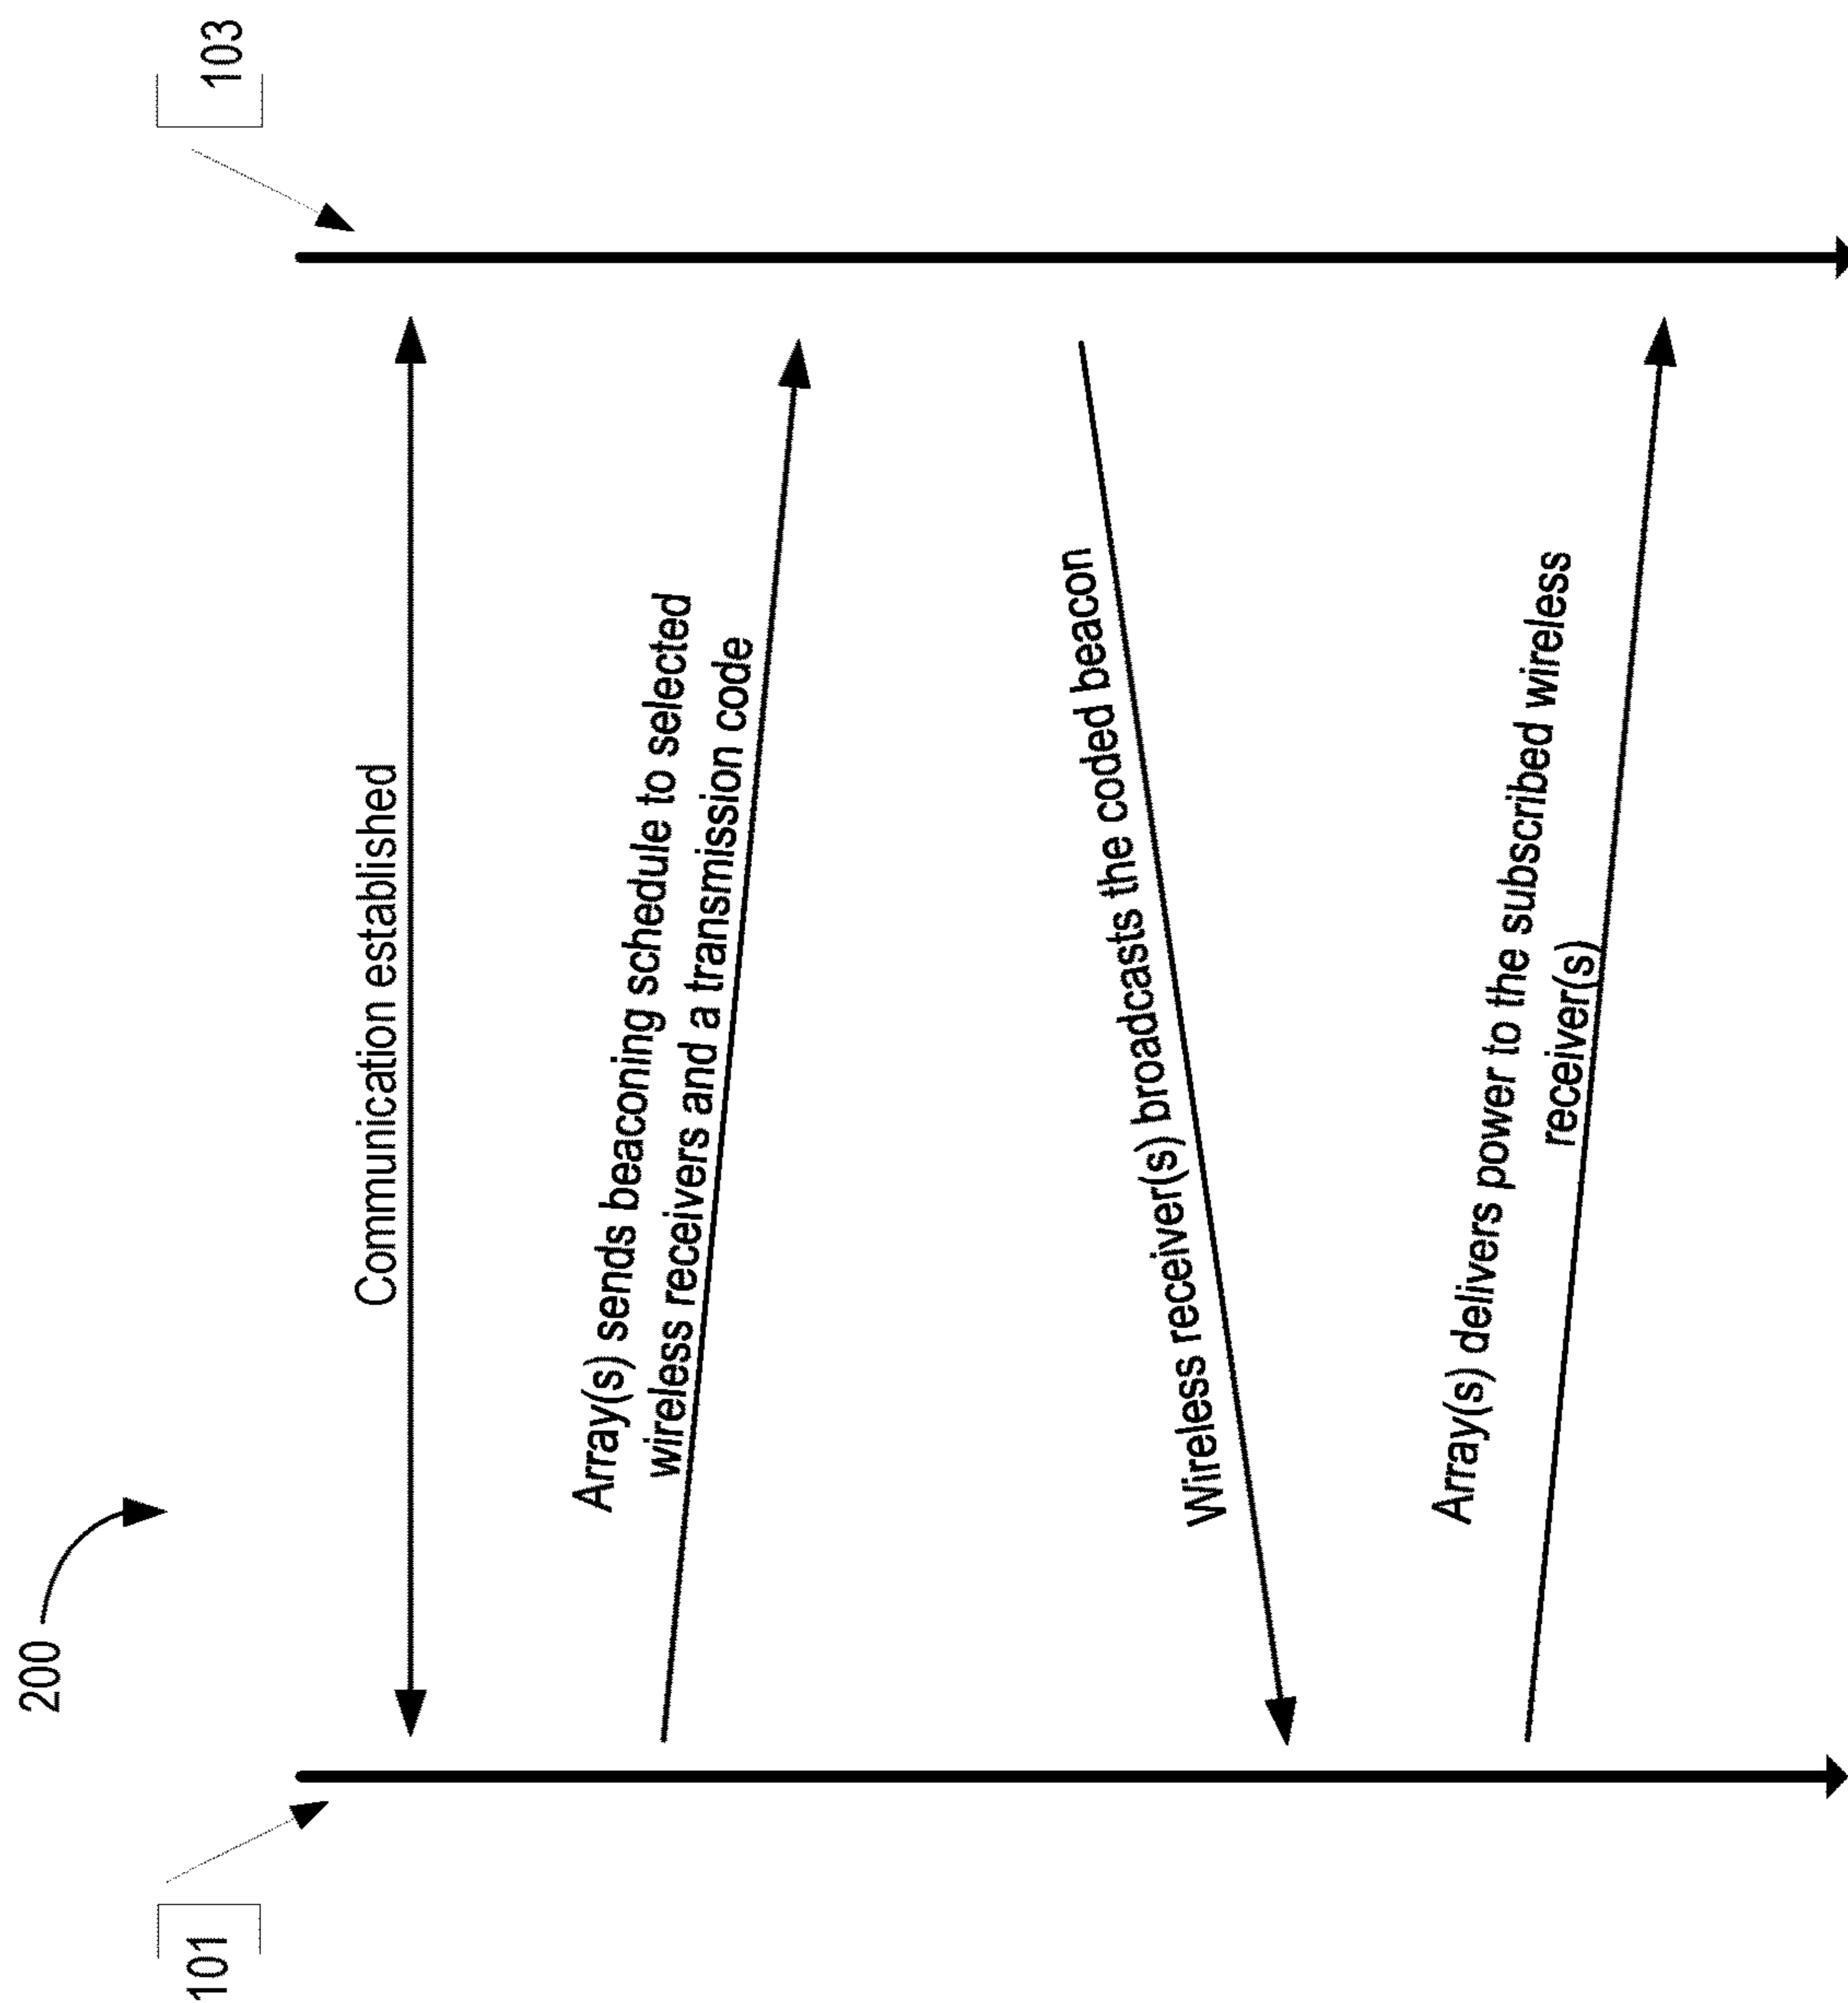 200
101
103
Communication established
Array(s) sends beaconing schedule to selected
wireless receivers and a transmission code
Wireless receiver(s) broadcasts the coded beacon
Array(s) delivers power to the subscribed wireless
receiver(s)